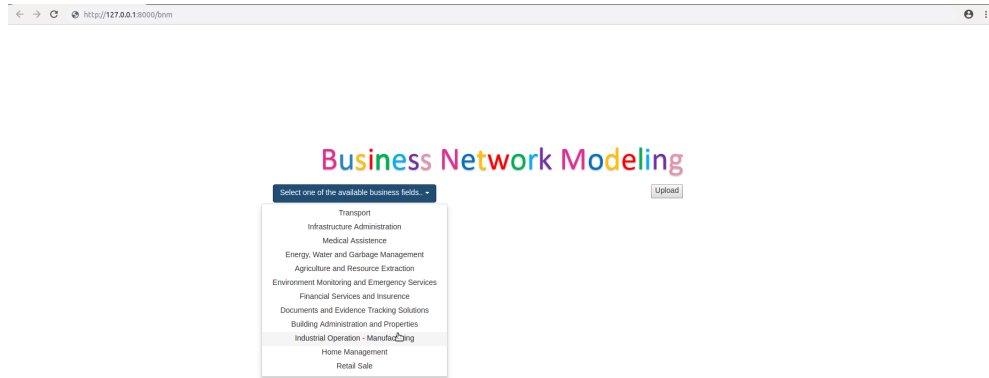 http://127.0.0.1:8000/bnm
Business Network Modeling
Select one of the available business fields..
Upload
Transport
Infrastructure Administration
Medical Assistence
Energy, Water and Garbage Management
Agriculture and Resource Extraction
Environment Monitoring and Emergency Services
Financial Services and Insurence
Documents and Evidence Tracking Solutions
Building Administration and Properties
Industrial Operation - Manufacturing
Home Management
Retail Sale